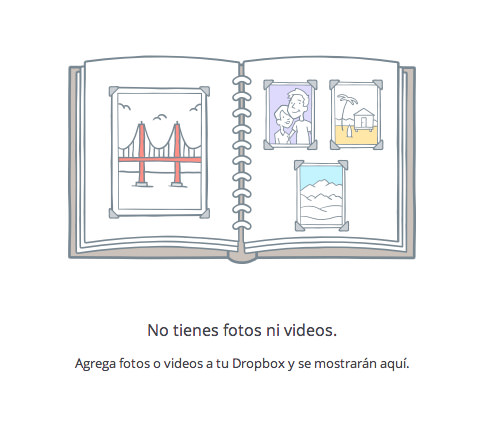 No tienes fotos ni videos.
Agrega fotos o videos a tu Dropbox y se mostrarán aquí.